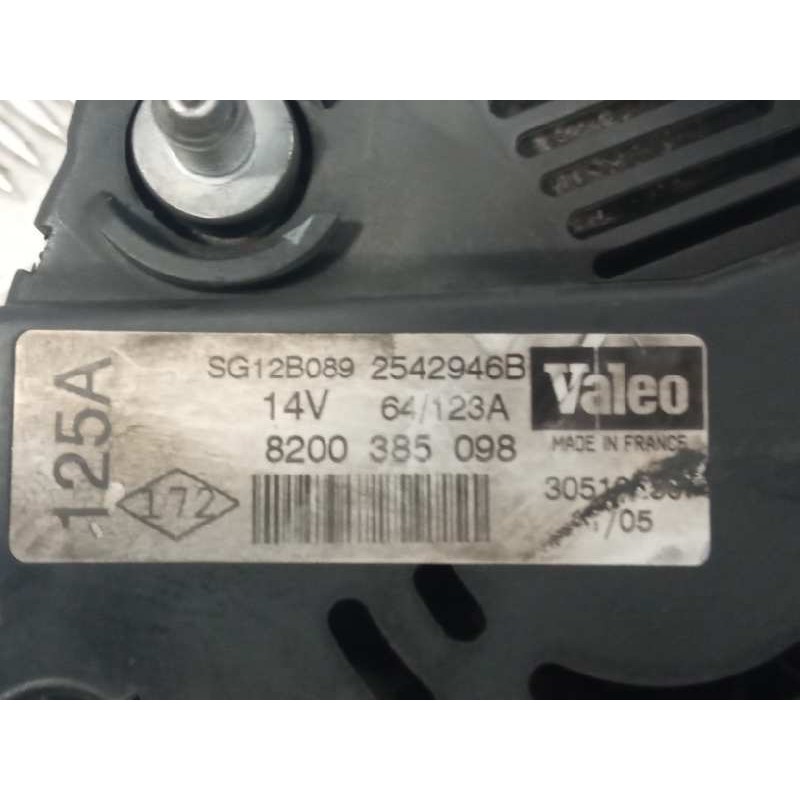 125A
SG12B089 2542946B
Valeo
14V 64/123A
8200 385 098
MADE IN FRANCE
172
/05